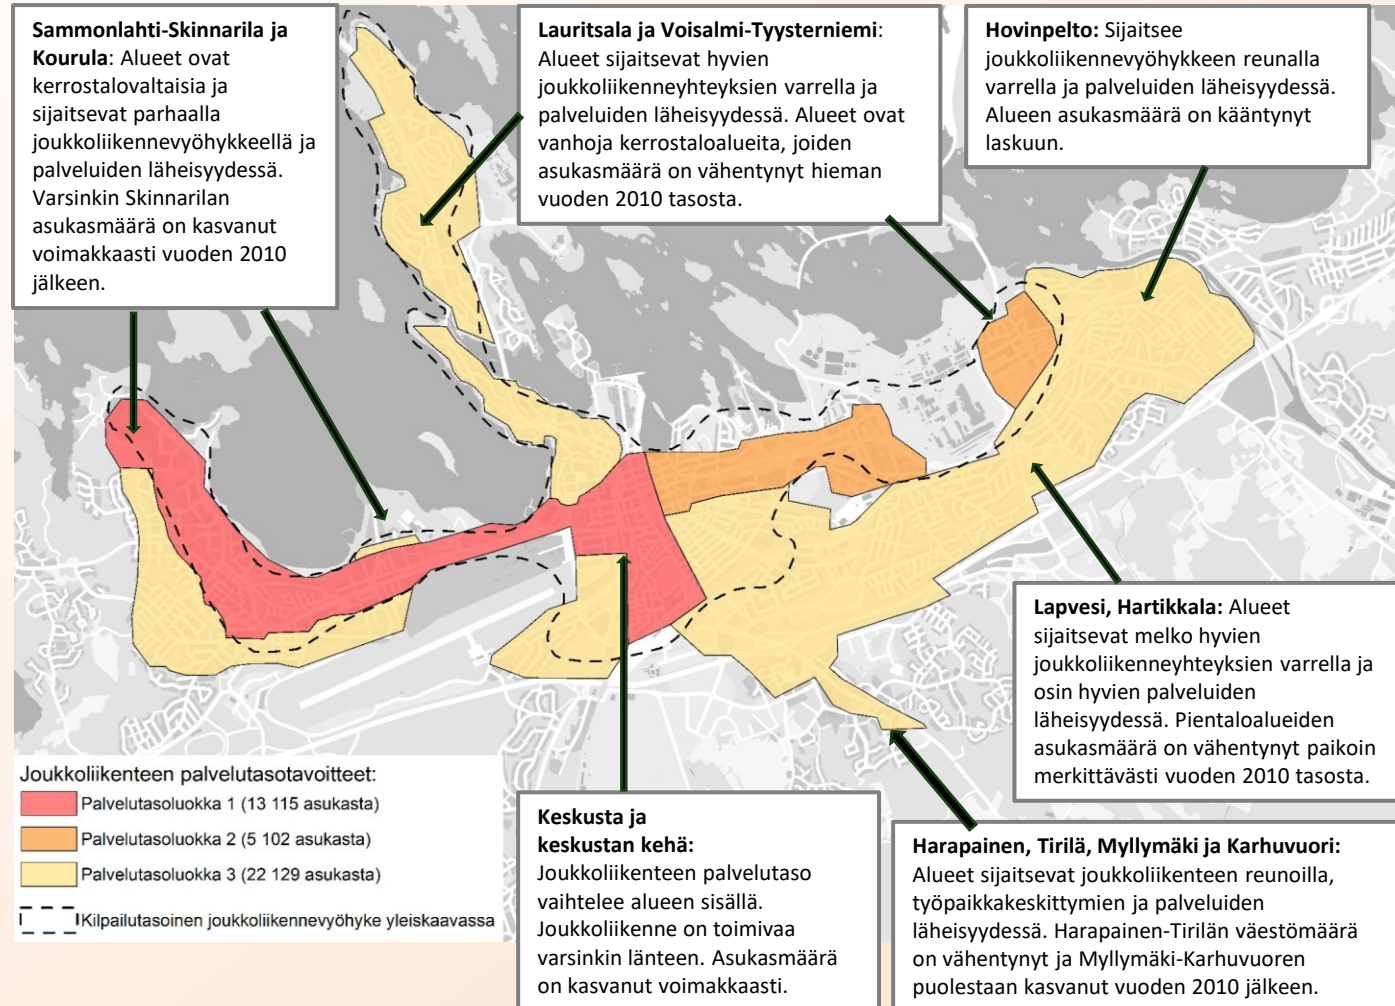 Sammonlahti-Skinnarila ja
Kourula: Alueet ovat
kerrostalovaltaisia ja
sijaitsevat parhaalla
joukkoliikennevyöhykkeellä ja
palveluiden läheisyydessä.
Varsinkin Skinnarilan
asukasmäärä on kasvanut
voimakkaasti vuoden 2010
jälkeen.
Lauritsala ja Voisalmi-Tyysterniemi:
Alueet sijaitsevat hyvien
joukkoliikenneyhteyksien varrella ja
palveluiden läheisyydessä. Alueet ovat
vanhoja kerrostaloalueita, joiden
asukasmäärä on vähentynyt hieman
vuoden 2010 tasosta.
Hovinpelto: Sijaitsee
joukkoliikennevyöhykkeen reunalla
varrella ja palveluiden läheisyydessä.
Alueen asukasmäärä on kääntynyt
laskuun.
Lapvesi, Hartikkala: Alueet
sijaitsevat melko hyvien
joukkoliikenneyhteyksien varrella ja
osin hyvien palveluiden
läheisyydessä. Pientaloalueiden
asukasmäärä on vähentynyt paikoin
merkittävästi vuoden 2010 tasosta.
Joukkoliikenteen palvelutasotavoitteet:
Palvelutasoluokka 1 (13 115 asukasta)
Palvelutasoluokka 2 (5 102 asukasta)
Palvelutasoluokka 3 (22 129 asukasta)
Kilpailutasoinen joukkoliikennevyöhyke yleiskaavassa
Keskusta ja
keskustan kehä:
Joukkoliikenteen palvelutaso
vaihtelee alueen sisällä.
Joukkoliikenne on toimivaa
varsinkin länteen. Asukasmäärä
on kasvanut voimakkaasti.
Harapainen, Tirilä, Myllymäki ja Karhuvuori:
Alueet sijaitsevat joukkoliikenteen reunoilla,
työpaikkakeskittymien ja palveluiden
läheisyydessä. Harapainen-Tirilän väestömäärä
on vähentynyt ja Myllymäki-Karhuvuoren
puolestaan kasvanut vuoden 2010 jälkeen.